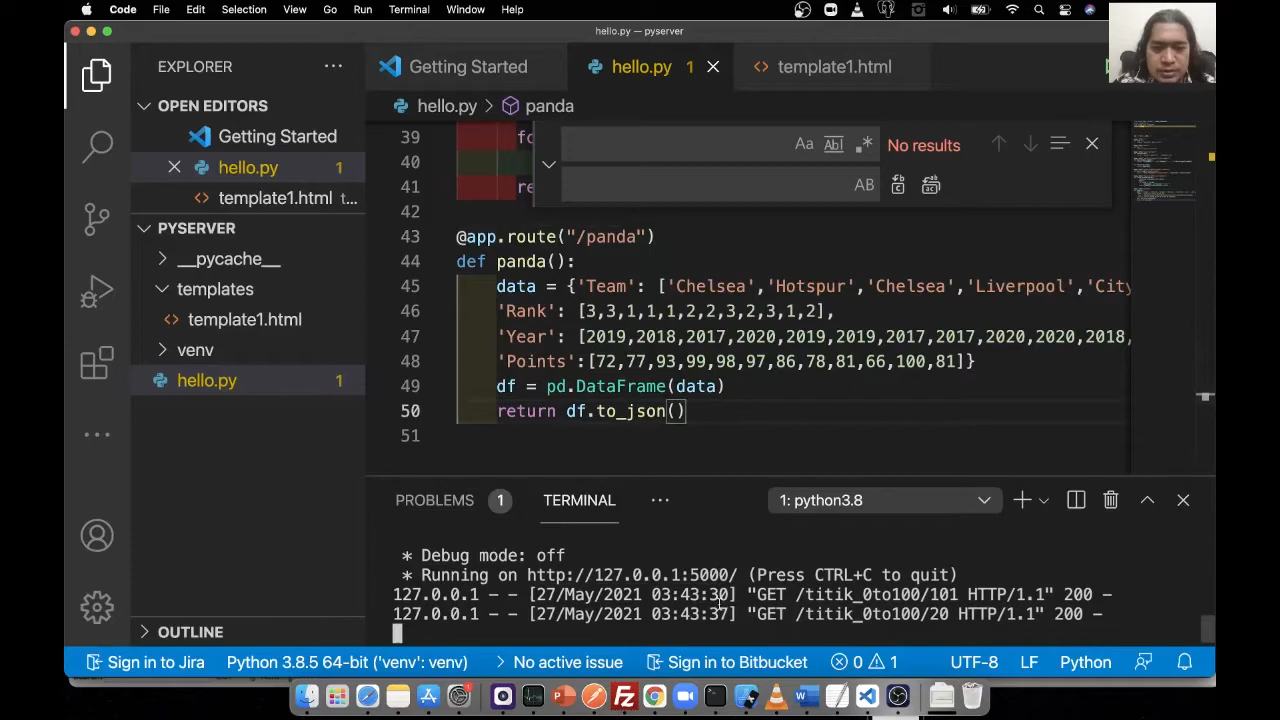 Code File Edit Selection View Go Run Terminal Window Help
hello.py — pyserver
EXPLORER
Getting Started
hello.py 1
template1.html
OPEN EDITORS
Getting Started
hello.py 1
template1.html t...
PYSERVER
__pycache__
templates
template1.html
venv
hello.py 1
OUTLINE
hello.py > panda
Aa Ab No results
AB
39 fo
40
41 re
42
43 @app.route("/panda")
44 def panda():
45 data = {'Team': ['Chelsea','Hotspur','Chelsea','Liverpool','City
46 'Rank': [3,3,1,1,1,2,2,3,2,3,1,2],
47 'Year': [2019,2018,2017,2020,2019,2019,2017,2017,2020,2020,2018,
48 'Points':[72,77,93,99,98,97,86,78,81,66,100,81]}
49 df = pd.DataFrame(data)
50 return df.to_json()
51
PROBLEMS 1 TERMINAL ... 1: python3.8
* Debug mode: off
* Running on http://127.0.0.1:5000/ (Press CTRL+C to quit)
127.0.0.1 - - [27/May/2021 03:43:30] "GET /titik_0to100/101 HTTP/1.1" 200 -
127.0.0.1 - - [27/May/2021 03:43:37] "GET /titik_0to100/20 HTTP/1.1" 200 -
Sign in to Jira Python 3.8.5 64-bit ('venv': venv) No active issue Sign in to Bitbucket 0 1 UTF-8 LF Python